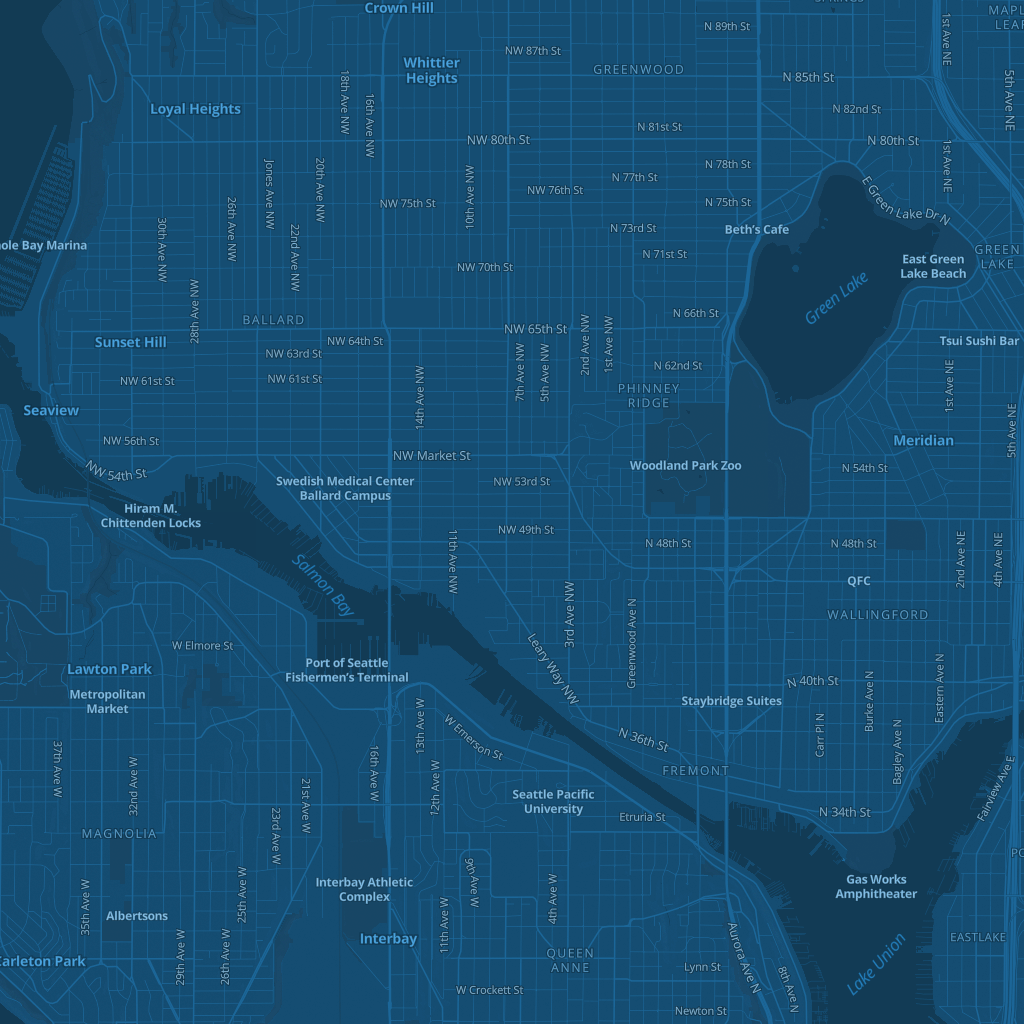 Crown Hill
N 89th St
1st Ave NE
NW 87th St
Whittier
Heights
GREENWOOD
N 85th St
5th Ave NE
18th Ave NW
16th Ave NW
Loyal Heights
N 82nd St
N 81st St
NW 80th St
N 80th St
1st Ave NE
N 78th St
Jones Ave NW
20th Ave NW
10th Ave NW
N 77th St
NW 76th St
E Green Lake Dr N
NW 75th St
N 75th St
26th Ave NW
30th Ave NW
22nd Ave NW
N 73rd St
Beth's Cafe
ole Bay Marina
N 71st St
GREEN
LAKE
East Green
Lake Beach
NW 70th St
28th Ave NW
Green Lake
N 66th St
BALLARD
NW 65th St
2nd Ave NW
1st Ave NW
Sunset Hill
NW 64th St
Tsui Sushi Bar
NW 63rd St
7th Ave NW
5th Ave NW
N 62nd St
NW 61st St
NW 61st St
14th Ave NW
1st Ave NE
PHINNEY
RIDGE
Seaview
5th Ave NE
NW 56th St
Meridian
NW Market St
NW 54th St
Woodland Park Zoo
N 54th St
Swedish Medical Center
Ballard Campus
NW 53rd St
Hiram M.
Chittenden Locks
NW 49th St
N 48th St
N 48th St
11th Ave NW
2nd Ave NE
4th Ave NE
Salmon Bay
QFC
3rd Ave NW
WALLINGFORD
Greenwood Ave N
W Elmore St
Leary Way NW
Lawton Park
Port of Seattle
Fishermen's Terminal
Metropolitan
Market
N 40th St
Eastern Ave N
Burke Ave N
Staybridge Suites
13th Ave W
W Emerson St
Carr Pl N
Bagley Ave N
N 36th St
37th Ave W
16th Ave W
FREMONT
32nd Ave W
12th Ave W
Fairview Ave E
Seattle Pacific
University
21st Ave W
23rd Ave W
N 34th St
Etruria St
MAGNOLIA
Interbay Athletic
Complex
9th Ave W
4th Ave W
Gas Works
Amphitheater
35th Ave W
25th Ave W
Albertsons
11th Ave W
Interbay
29th Ave W
26th Ave W
Aurora Ave N
EASTLAKE
Carleton Park
QUEEN
ANNE
Lynn St
8th Ave N
Lake Union
W Crockett St
Newton St